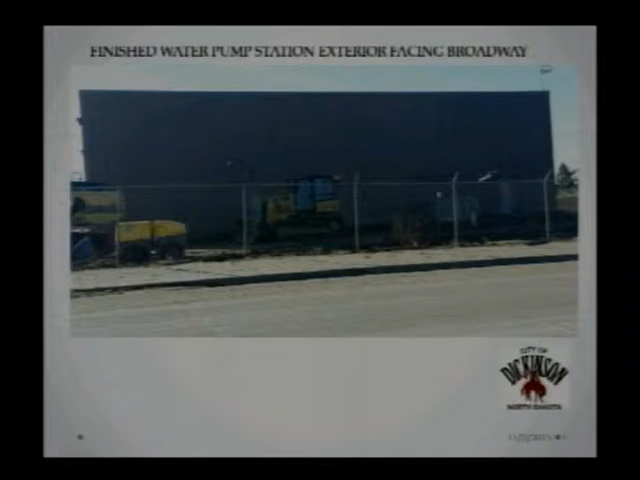 FINISHED WATER PUMP STATION EXTERIOR FACING BROADWAY
CITY OF
DICKINSON
NORTH DAKOTA